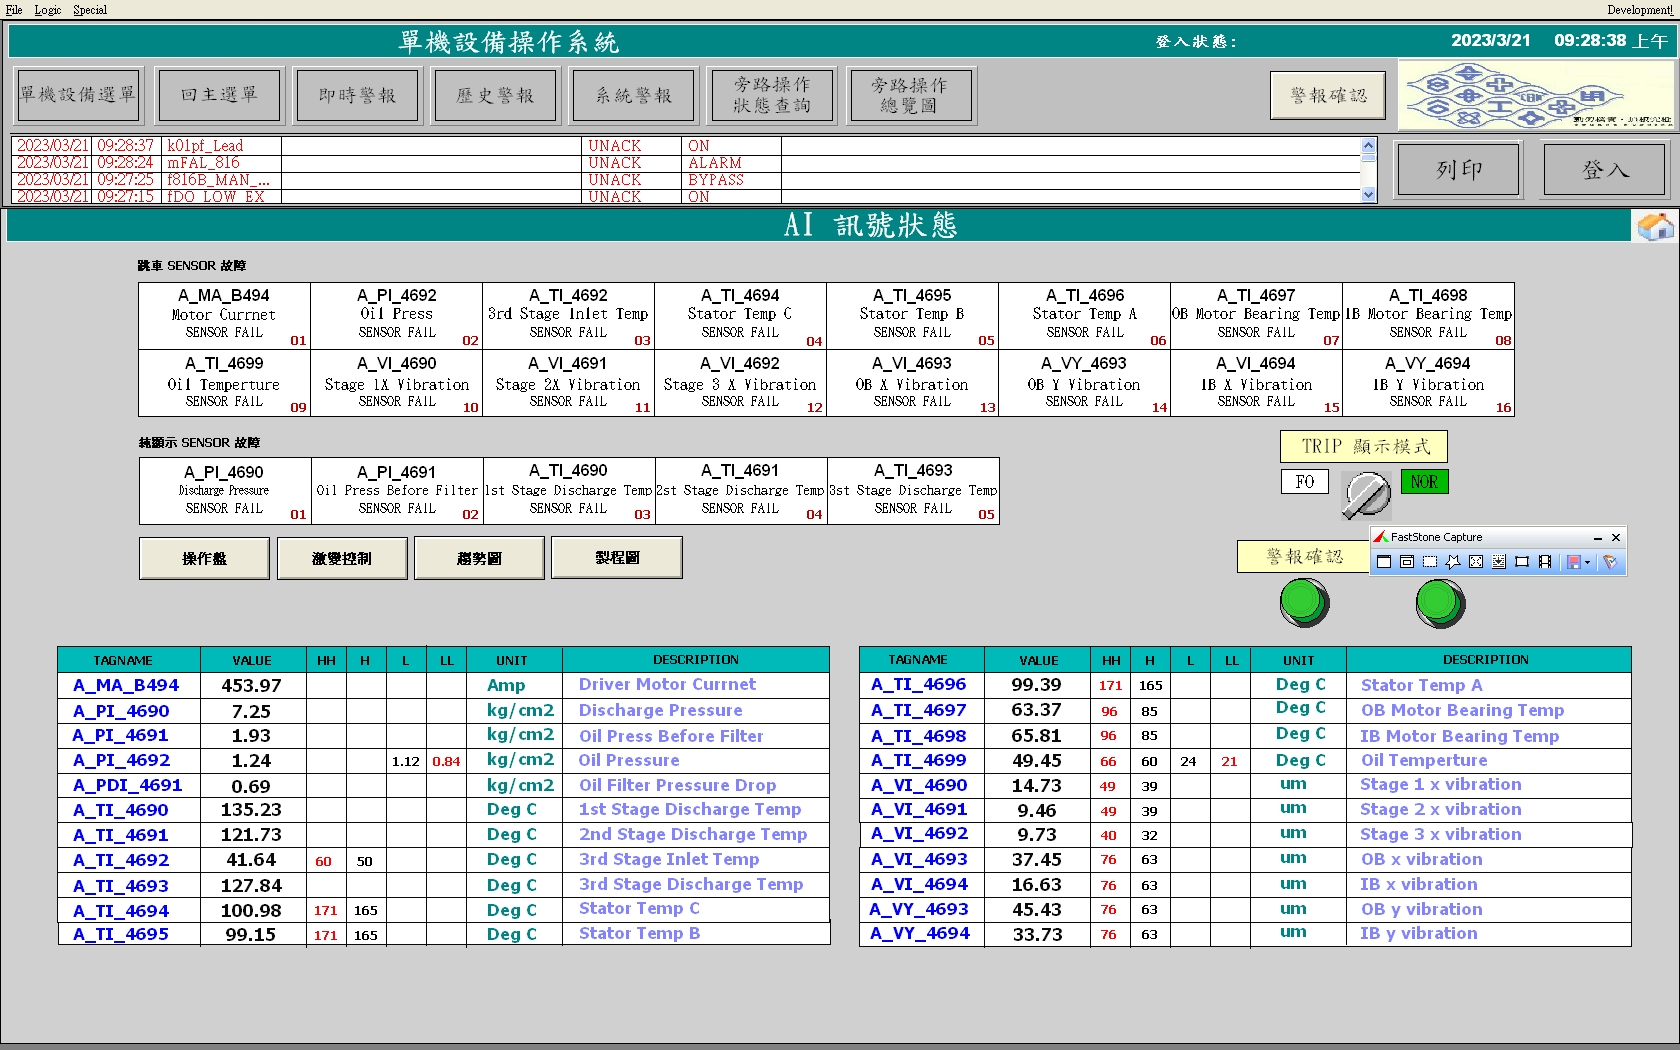 File Logic Special Development!
單機設備操作系統 登入狀態: 2023/3/21 09:28:38 上午
單機設備選單 回主選單 即時警報 歷史警報 系統警報 旁路操作 狀態查詢 旁路操作 總覽圖 警報確認
2023/03/21 09:28:37 k01pf_Lead UNACK ON
2023/03/21 09:28:24 mFAL_816 UNACK ALARM
2023/03/21 09:27:25 f816B_MAN_... UNACK BYPASS
2023/03/21 09:27:15 fDO_LOW_EX UNACK ON
列印 登入
AI 訊號狀態
跳車 SENSOR 故障
A_MA_B494 A_PI_4692 A_TI_4692 A_TI_4694 A_TI_4695 A_TI_4696 A_TI_4697 A_TI_4698
Motor Currnet Oil Press 3rd Stage Inlet Temp Stator Temp C Stator Temp B Stator Temp A OB Motor Bearing Temp IB Motor Bearing Temp
SENSOR FAIL SENSOR FAIL SENSOR FAIL SENSOR FAIL SENSOR FAIL SENSOR FAIL SENSOR FAIL SENSOR FAIL
01 02 03 04 05 06 07 08
A_TI_4699 A_VI_4690 A_VI_4691 A_VI_4692 A_VI_4693 A_VY_4693 A_VI_4694 A_VY_4694
Oil Temperture Stage 1X Vibration Stage 2X Vibration Stage 3 X Vibration OB X Vibration OB Y Vibration IB X Vibration IB Y Vibration
SENSOR FAIL SENSOR FAIL SENSOR FAIL SENSOR FAIL SENSOR FAIL SENSOR FAIL SENSOR FAIL SENSOR FAIL
09 10 11 12 13 14 15 16
純顯示 SENSOR 故障
A_PI_4690 A_PI_4691 A_TI_4690 A_TI_4691 A_TI_4693
Discharge Pressure Oil Press Before Filter 1st Stage Discharge Temp 2st Stage Discharge Temp 3st Stage Discharge Temp
SENSOR FAIL SENSOR FAIL SENSOR FAIL SENSOR FAIL SENSOR FAIL
01 02 03 04 05
TRIP 顯示模式
FO NOR
操作盤 激變控制 趨勢圖 製程圖
警報確認
FastStone Capture
TAGNAME VALUE HH H L LL UNIT DESCRIPTION
A_MA_B494 453.97 Amp Driver Motor Currnet
A_PI_4690 7.25 kg/cm2 Discharge Pressure
A_PI_4691 1.93 kg/cm2 Oil Press Before Filter
A_PI_4692 1.24 1.12 0.84 kg/cm2 Oil Pressure
A_PDI_4691 0.69 kg/cm2 Oil Filter Pressure Drop
A_TI_4690 135.23 Deg C 1st Stage Discharge Temp
A_TI_4691 121.73 Deg C 2nd Stage Discharge Temp
A_TI_4692 41.64 60 50 Deg C 3rd Stage Inlet Temp
A_TI_4693 127.84 Deg C 3rd Stage Discharge Temp
A_TI_4694 100.98 171 165 Deg C Stator Temp C
A_TI_4695 99.15 171 165 Deg C Stator Temp B
TAGNAME VALUE HH H L LL UNIT DESCRIPTION
A_TI_4696 99.39 171 165 Deg C Stator Temp A
A_TI_4697 63.37 96 85 Deg C OB Motor Bearing Temp
A_TI_4698 65.81 96 85 Deg C IB Motor Bearing Temp
A_TI_4699 49.45 66 60 24 21 Deg C Oil Temperture
A_VI_4690 14.73 49 39 um Stage 1 x vibration
A_VI_4691 9.46 49 39 um Stage 2 x vibration
A_VI_4692 9.73 40 32 um Stage 3 x vibration
A_VI_4693 37.45 76 63 um OB x vibration
A_VI_4694 16.63 76 63 um IB x vibration
A_VY_4693 45.43 76 63 um OB y vibration
A_VY_4694 33.73 76 63 um IB y vibration